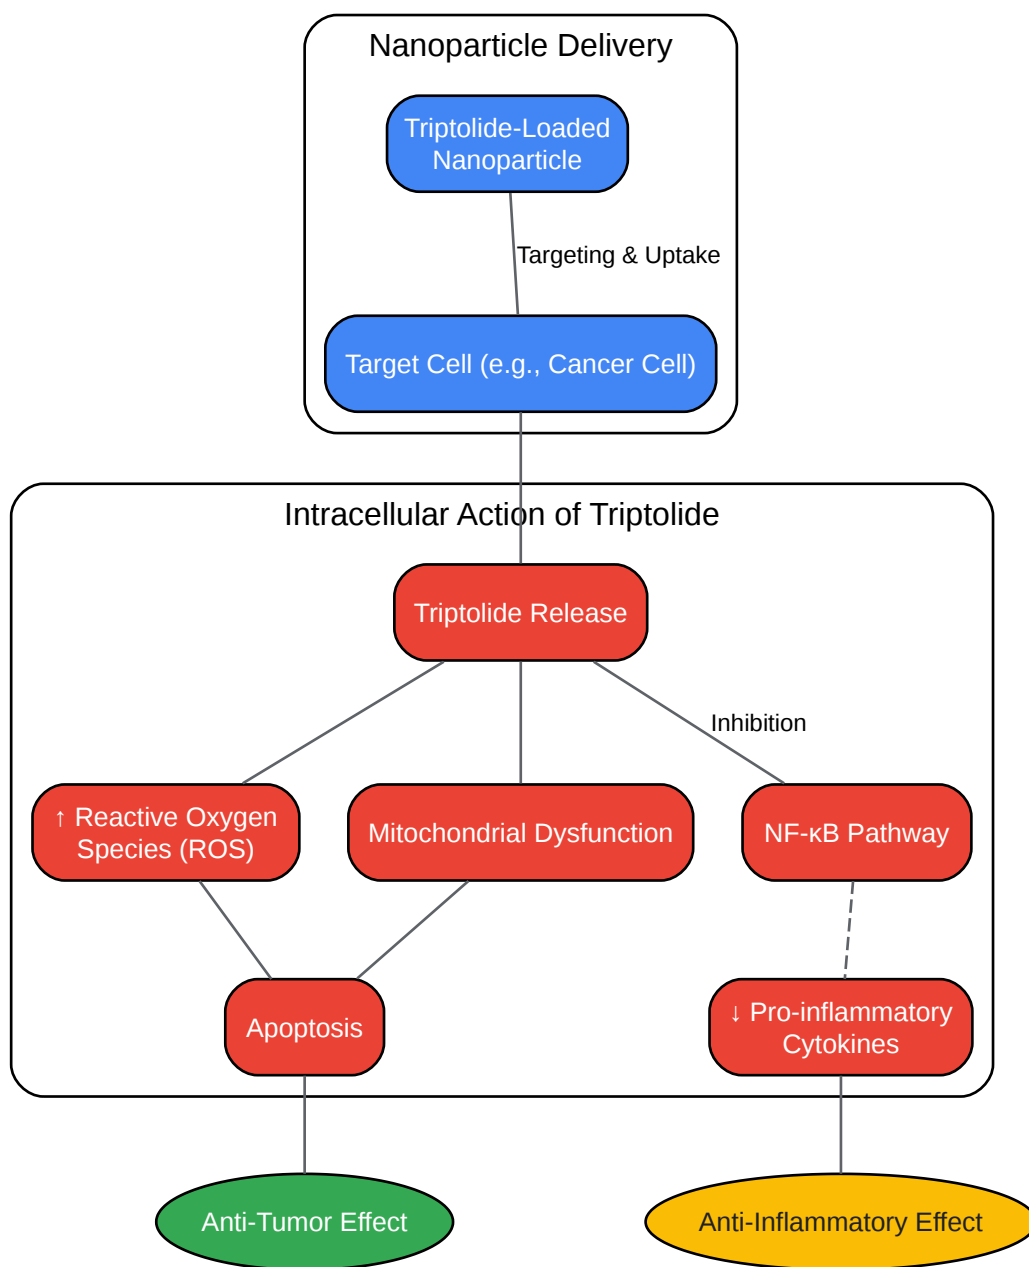 Nanoparticle Delivery
Triptolide-Loaded
Nanoparticle
Targeting & Uptake
Target Cell (e.g., Cancer Cell)
Intracellular Action of Triptolide
Triptolide Release
Inhibition
↑ Reactive Oxygen
Species (ROS)
Mitochondrial Dysfunction
NF-κB Pathway
Apoptosis
↓ Pro-inflammatory
Cytokines
Anti-Tumor Effect
Anti-Inflammatory Effect